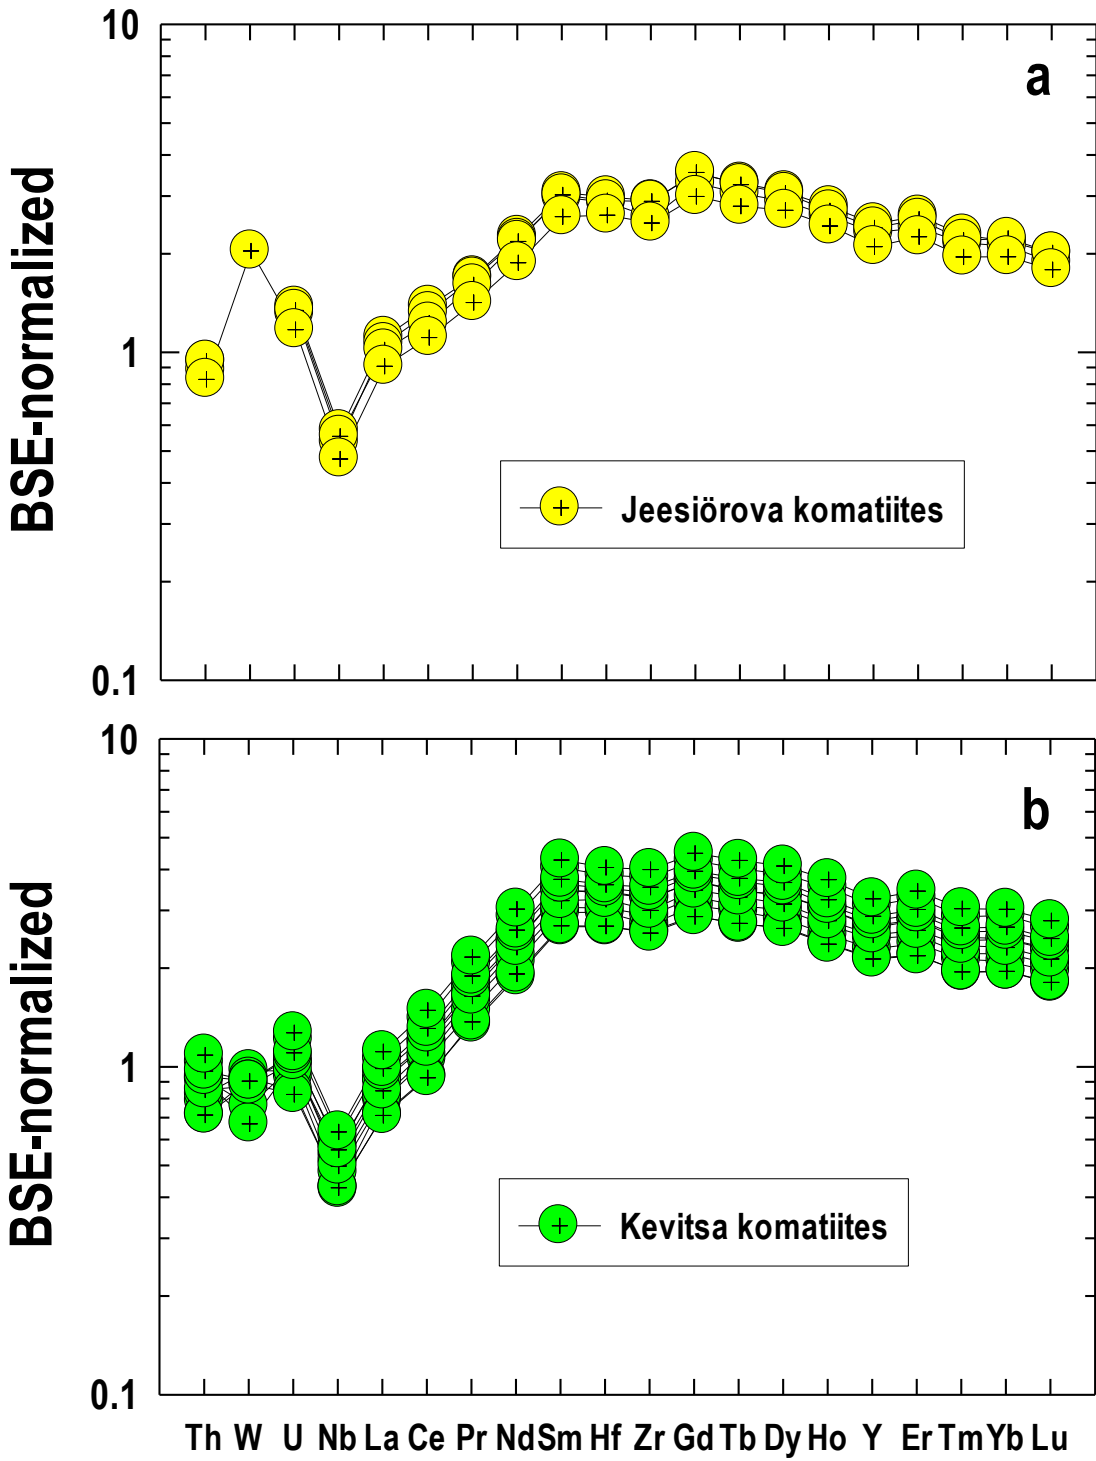 10
a
BSE-normalized
1
Jeesiörova komatiites
0.1
10
b
BSE-normalized
1
Kevitsa komatiites
0.1
Th W U Nb La Ce Pr Nd Sm Hf Zr Gd Tb Dy Ho Y Er Tm Yb Lu